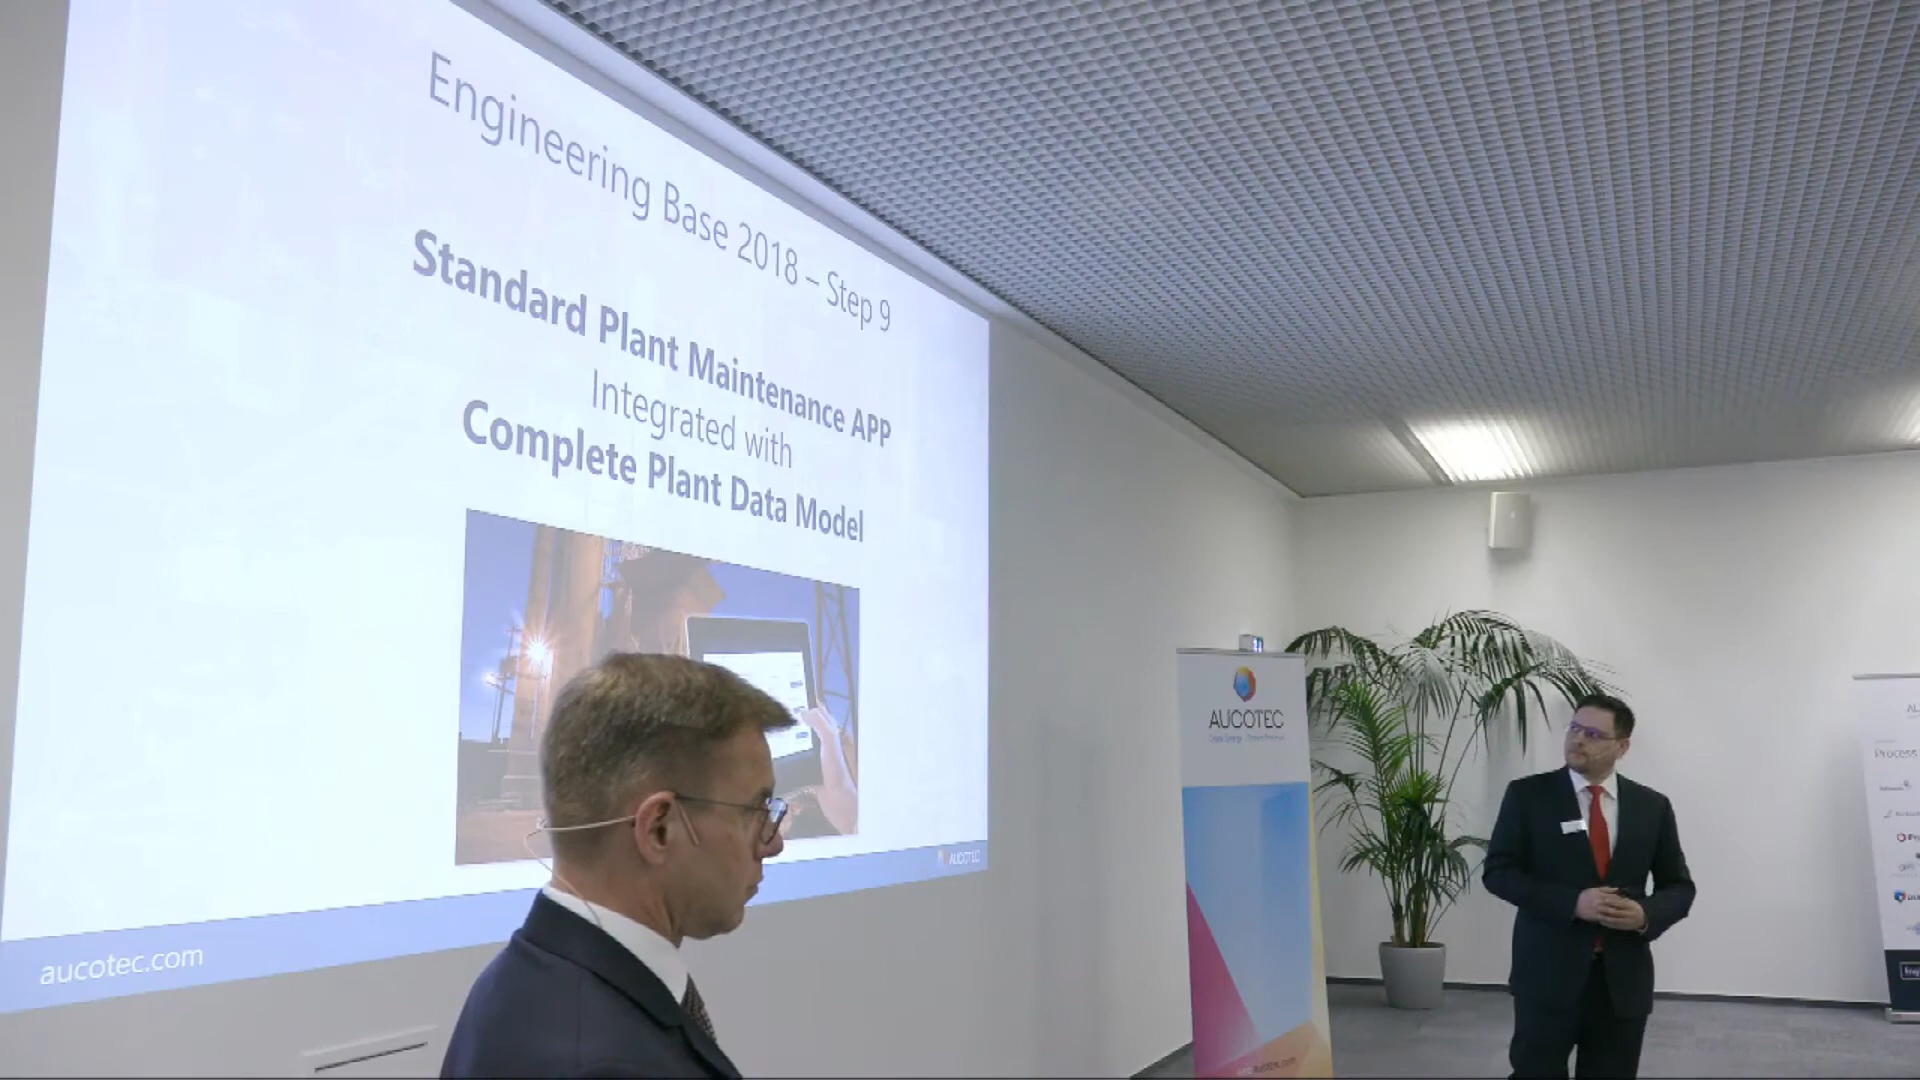 Engineering Base 2018 – Step 9
Standard Plant Maintenance APP
Integrated with
Complete Plant Data Model
AUCOTEC
aucotec.com
AUCOTEC
Process